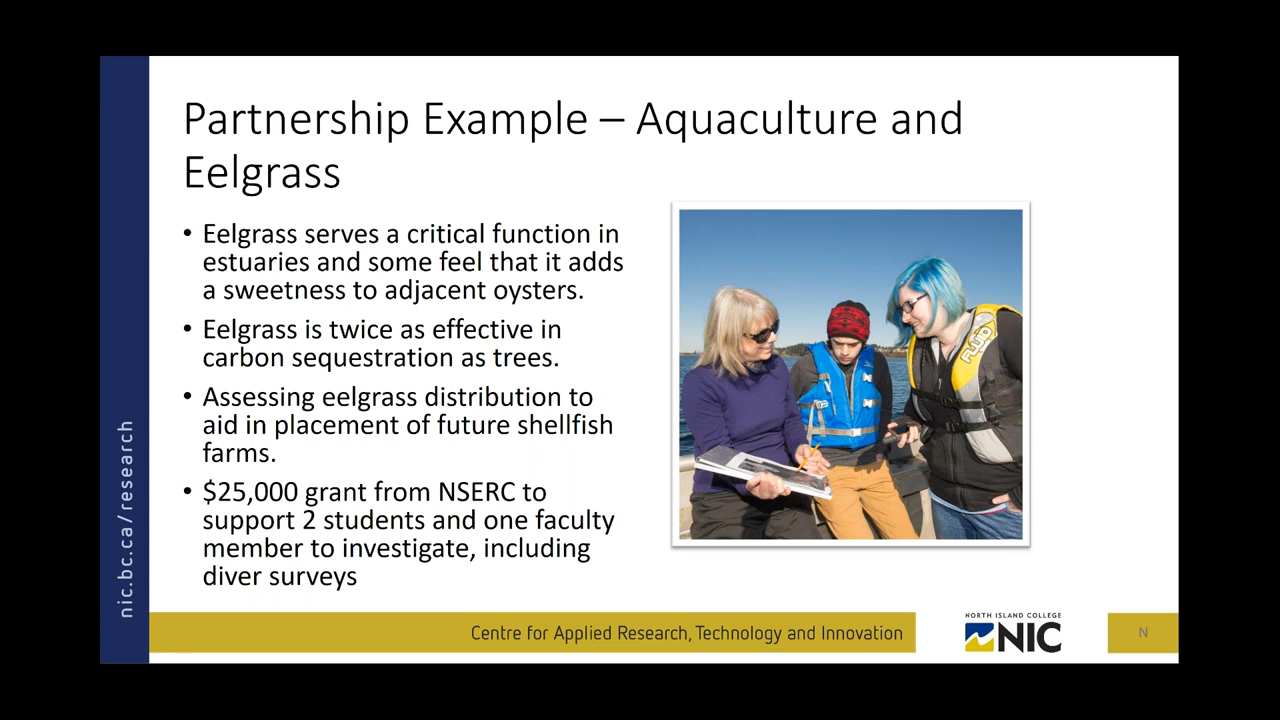 Partnership Example – Aquaculture and
Eelgrass
• Eelgrass serves a critical function in
estuaries and some feel that it adds
a sweetness to adjacent oysters.
• Eelgrass is twice as effective in
carbon sequestration as trees.
• Assessing eelgrass distribution to
aid in placement of future shellfish
farms.
• $25,000 grant from NSERC to
support 2 students and one faculty
member to investigate, including
diver surveys
FLUID
nic.bc.ca/research
Centre for Applied Research, Technology and Innovation
NORTH ISLAND COLLEGE
NIC
N